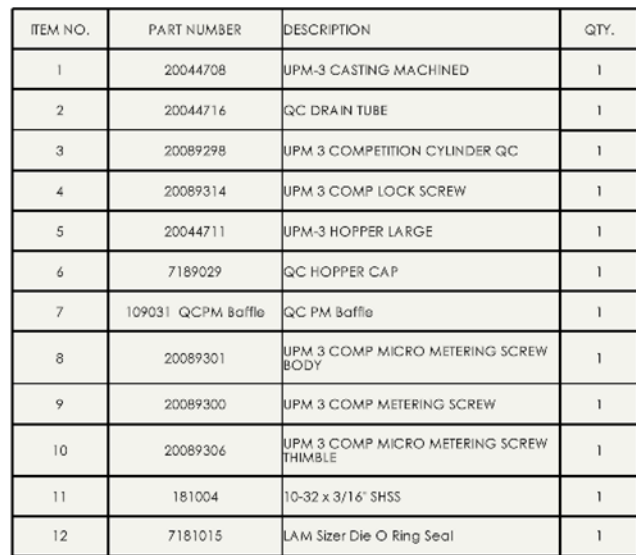 ITEM NO. PART NUMBER DESCRIPTION QTY.
1 20044708 UPM-3 CASTING MACHINED 1
2 20044716 QC DRAIN TUBE 1
3 20089298 UPM 3 COMPETITION CYLINDER QC 1
4 20089314 UPM 3 COMP LOCK SCREW 1
5 20044711 UPM-3 HOPPER LARGE 1
6 7189029 QC HOPPER CAP 1
7 109031 QCPM Baffle QC PM Baffle 1
8 20089301 UPM 3 COMP MICRO METERING SCREW 1
BODY
9 20089300 UPM 3 COMP METERING SCREW 1
10 20089306 UPM 3 COMP MICRO METERING SCREW 1
THIMBLE
11 181004 10-32 x 3/16" SHSS 1
12 7181015 LAM Sizer Die O Ring Seal 1